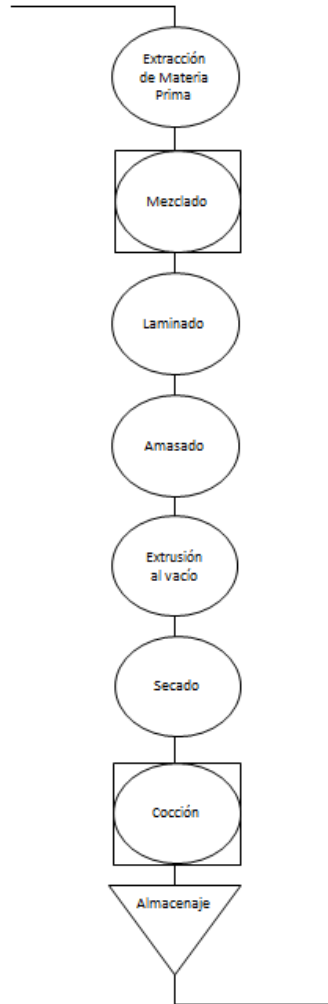 Extracción
de Materia
Prima
Mezclado
Laminado
Amasado
Extrusión
al vacío
Secado
Cocción
Almacenaje